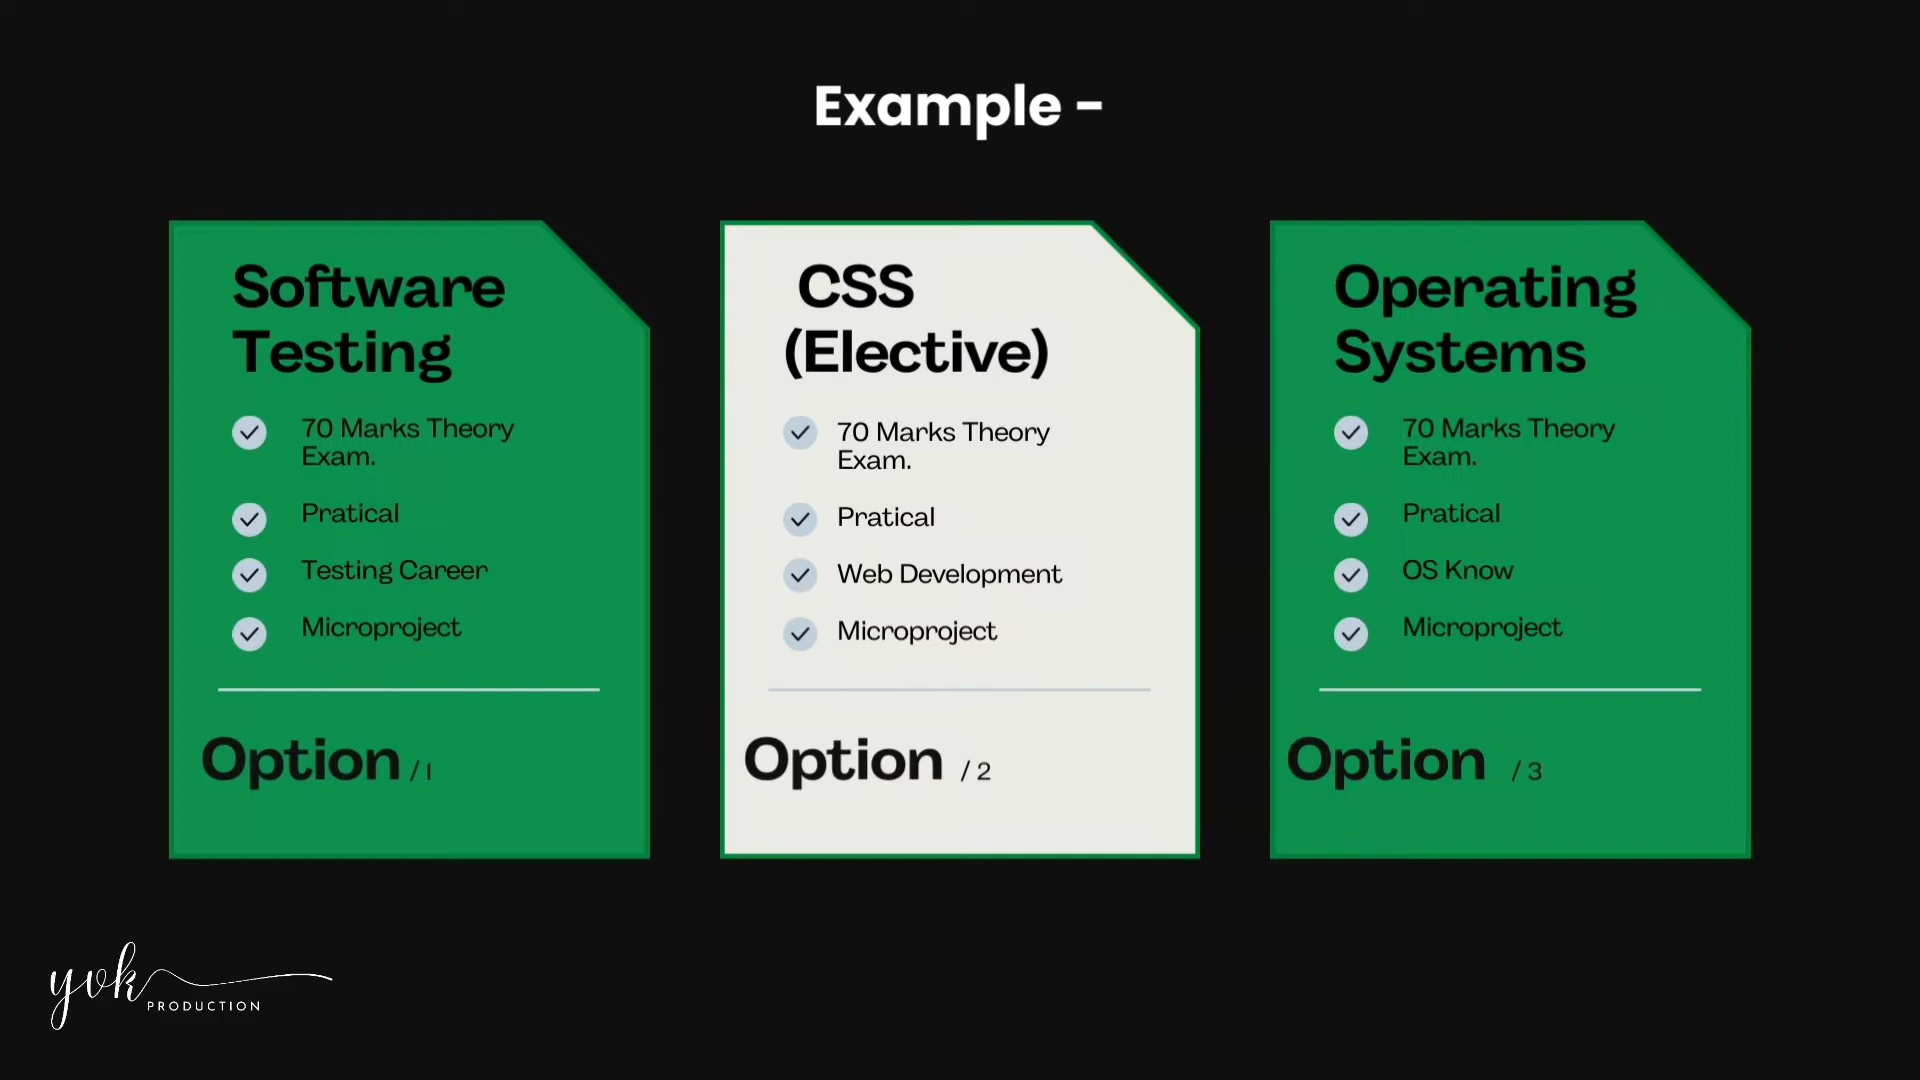 Example -
Software
Testing
70 Marks Theory
Exam.
Pratical
Testing Career
Microproject
Option / 1
CSS
(Elective)
70 Marks Theory
Exam.
Pratical
Web Development
Microproject
Option / 2
Operating
Systems
70 Marks Theory
Exam.
Pratical
OS Know
Microproject
Option / 3
yvk
PRODUCTION